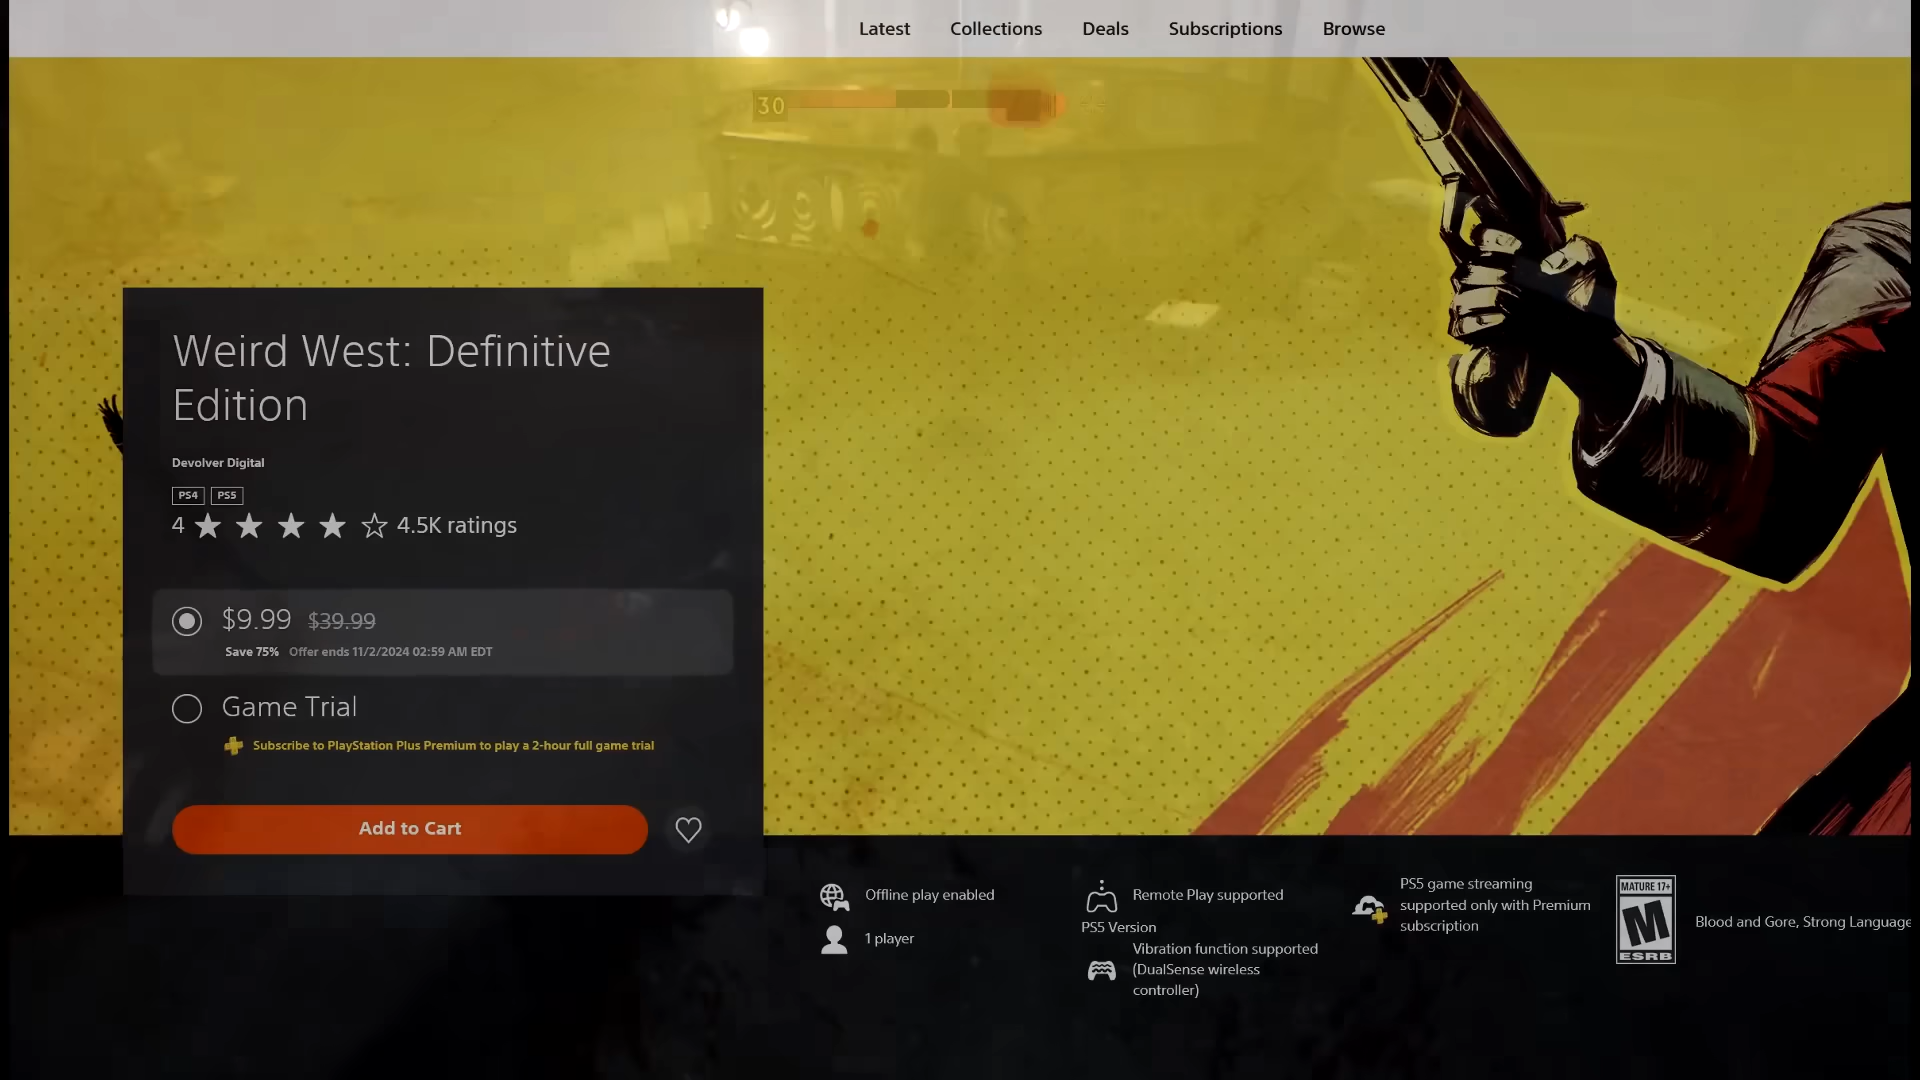 Latest Collections Deals Subscriptions Browse
30
Weird West: Definitive
Edition
Devolver Digital
PS4 PS5
4 4.5K ratings
$9.99 $39.99
Save 75% Offer ends 11/2/2024 02:59 AM EDT
Game Trial
Subscribe to PlayStation Plus Premium to play a 2-hour full game trial
Add to Cart
Offline play enabled
1 player
Remote Play supported
PS5 Version
Vibration function supported
(DualSense wireless
controller)
PS5 game streaming
supported only with Premium
subscription
MATURE 17+
M
ESRB
Blood and Gore, Strong Language